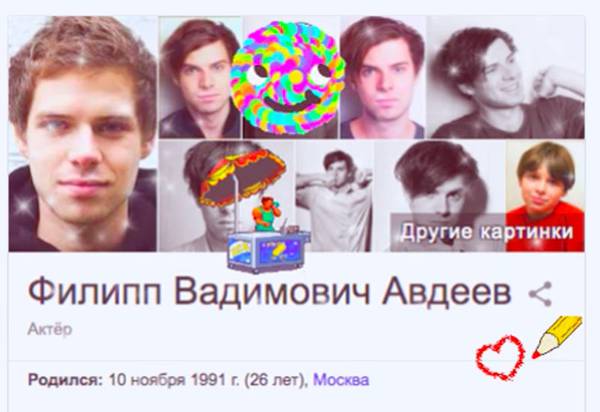 Другие картинки
Филипп Вадимович Авдеев
Актёр
Родился: 10 ноября 1991 г. (26 лет), Москва